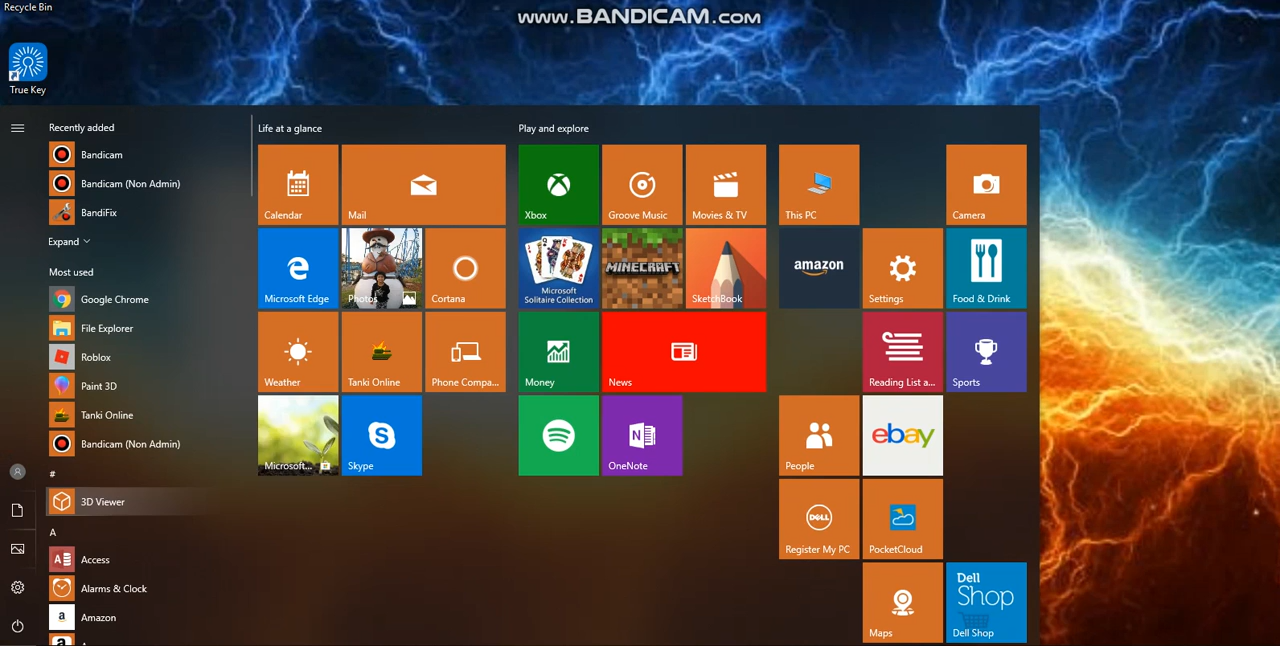 Recycle Bin
www.BANDICAM.com
True Key
Recently added
Bandicam
Bandicam (Non Admin)
BandiFix
Expand
Most used
Google Chrome
File Explorer
Roblox
Paint 3D
Tanki Online
Bandicam (Non Admin)
#
3D Viewer
A
A
Access
Alarms & Clock
a
Amazon
Life at a glance
Calendar
Mail
Microsoft Edge
Photos
Cortana
Weather
Tanki Online
Phone Compa...
Microsoft...
S
Skype
Play and explore
Xbox
Groove Music
Movies & TV
Microsoft
Solitaire Collection
MINECRAFT
SketchBook
Money
News
N
OneNote
This PC
Camera
amazon
Settings
Food & Drink
Reading List a...
Sports
People
ebay
DELL
Register My PC
PocketCloud
Maps
Dell
Shop
Dell Shop